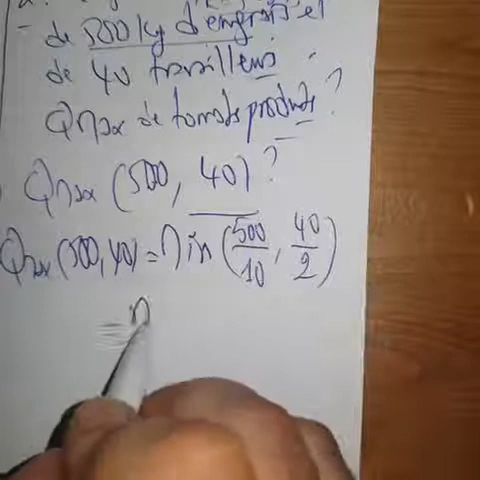 de 500 kg d'engrais et
de 40 travailleurs
Qmax de tomate produits ?
Qmax (500, 40) ?
Qmax (500, 40) = Min (500/10, 40/2)
=